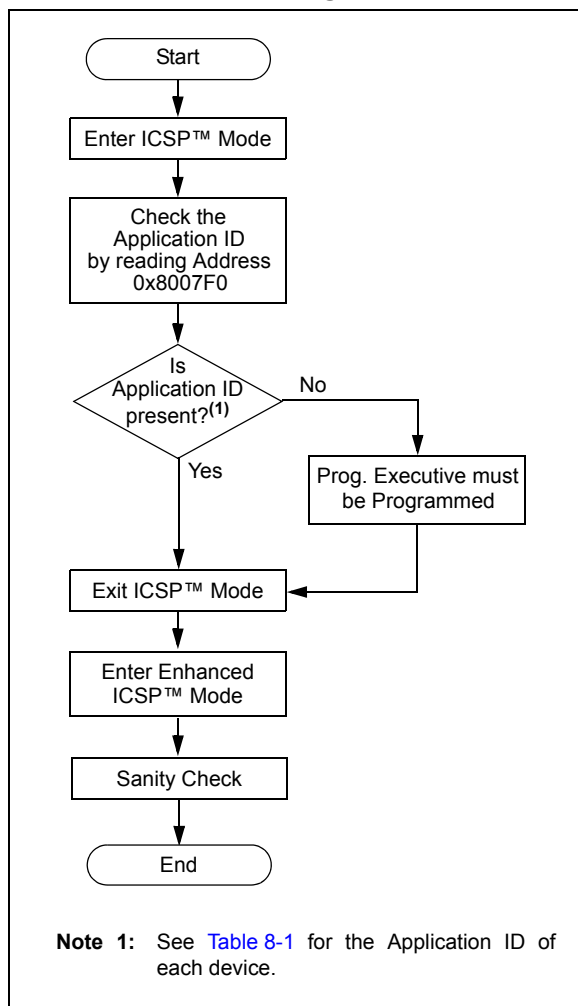 Start
Enter ICSP™ Mode
Check the
Application ID
by reading Address
0x8007F0
Is
Application ID
present?(1)
No
Yes
Prog. Executive must
be Programmed
Exit ICSP™ Mode
Enter Enhanced
ICSP™ Mode
Sanity Check
End
Note 1: See Table 8-1 for the Application ID of
each device.